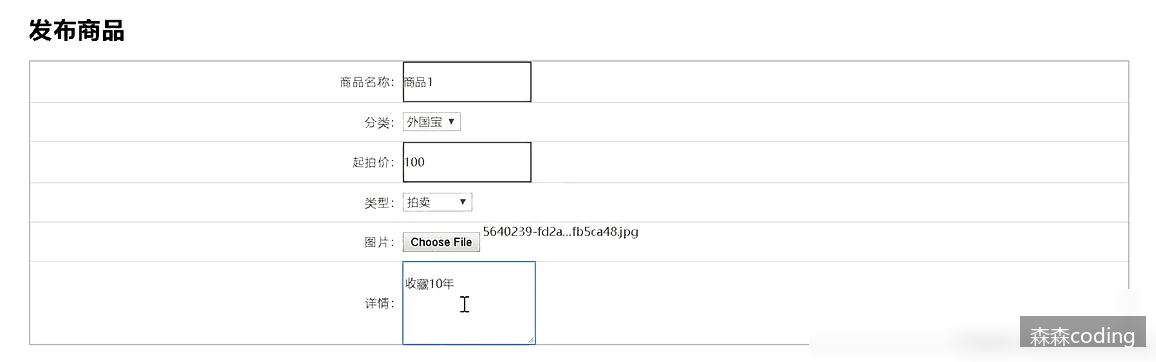 发布商品
商品名称： 商品1
分类： 外国宝
起拍价： 100
类型： 拍卖
图片： Choose File 5640239-fd2a...fb5ca48.jpg
详情： 收藏10年
森森coding